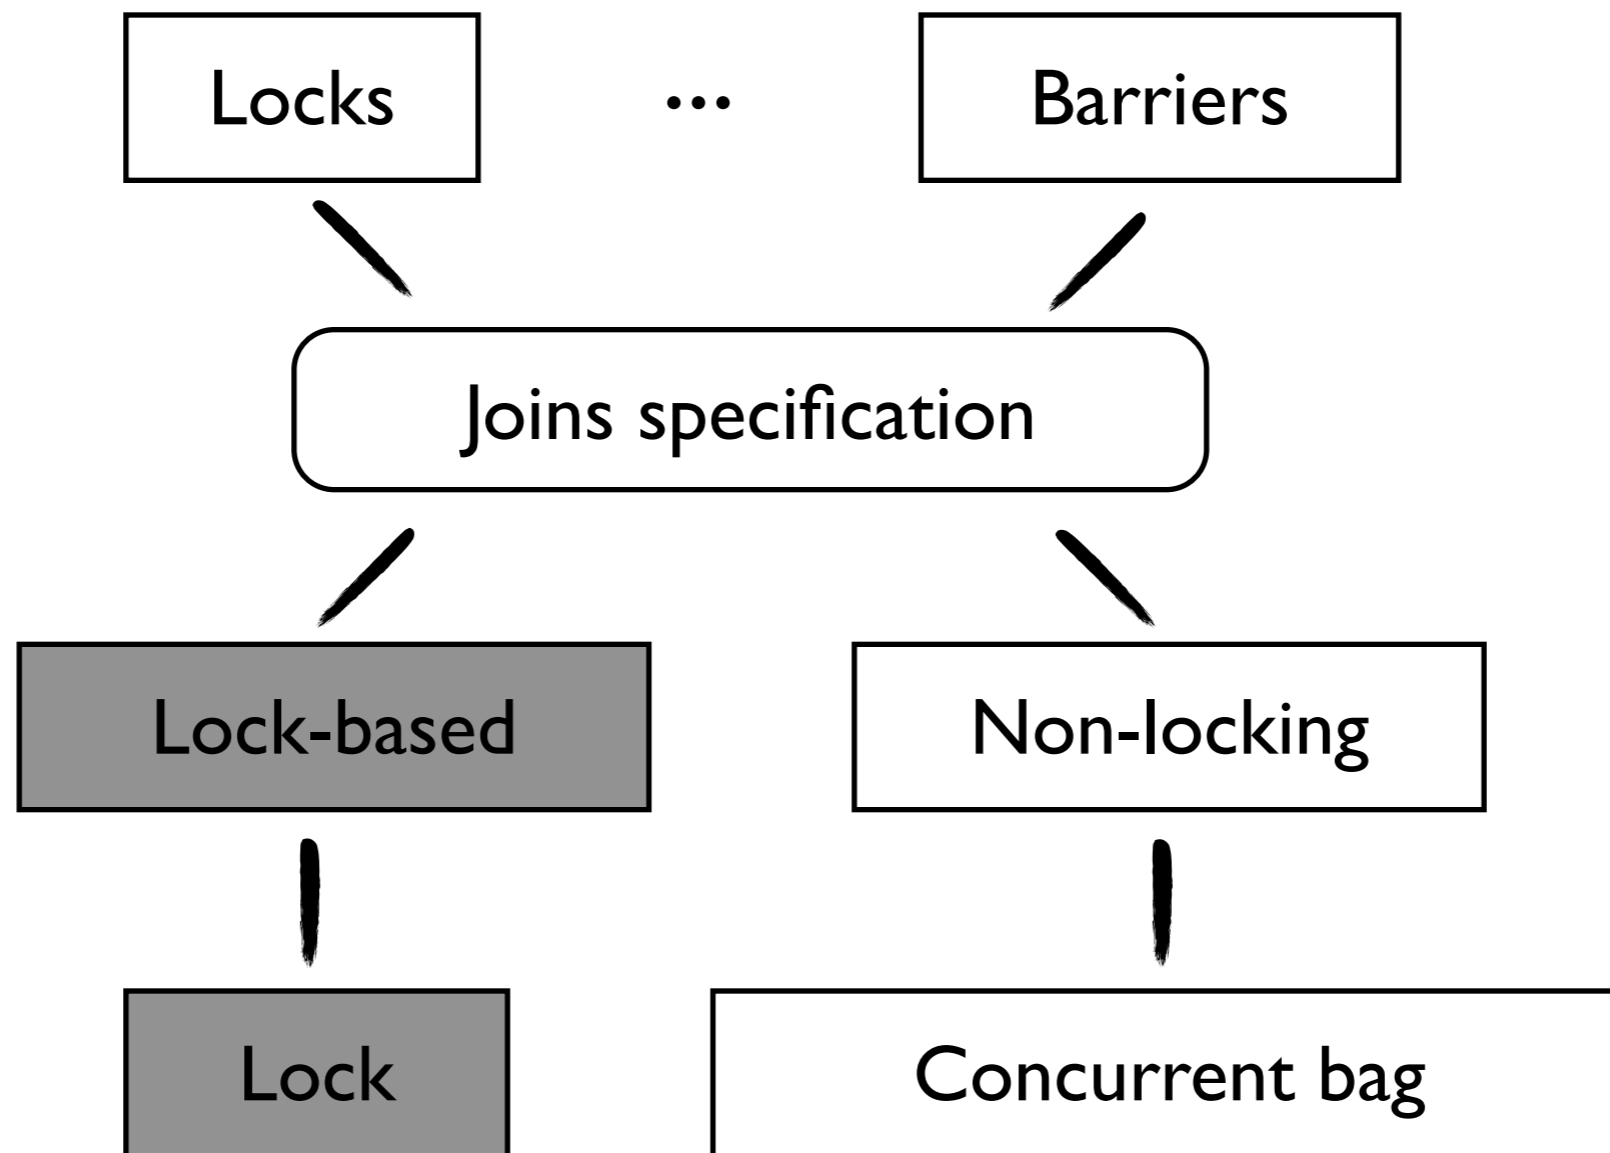 Locks ... Barriers
Joins specification
Lock-based Non-locking
Lock Concurrent bag